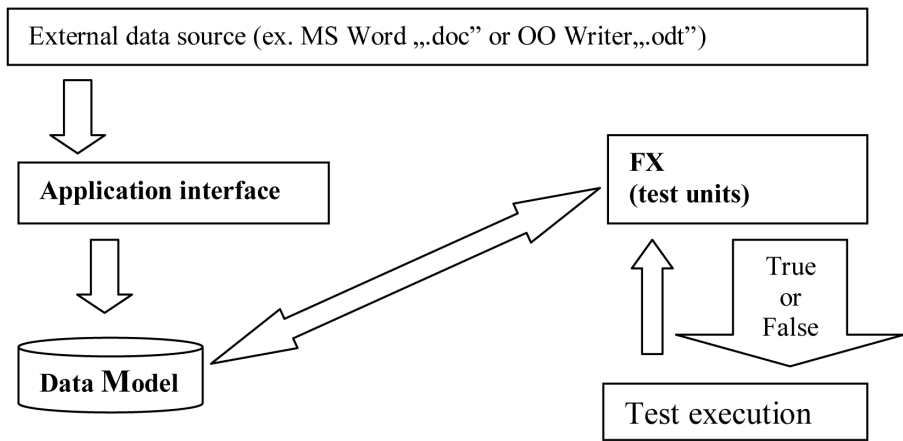 External data source (ex. MS Word „.doc” or OO Writer„.odt”)
Application interface
FX
(test units)
True
or
False
Data Model
Test execution